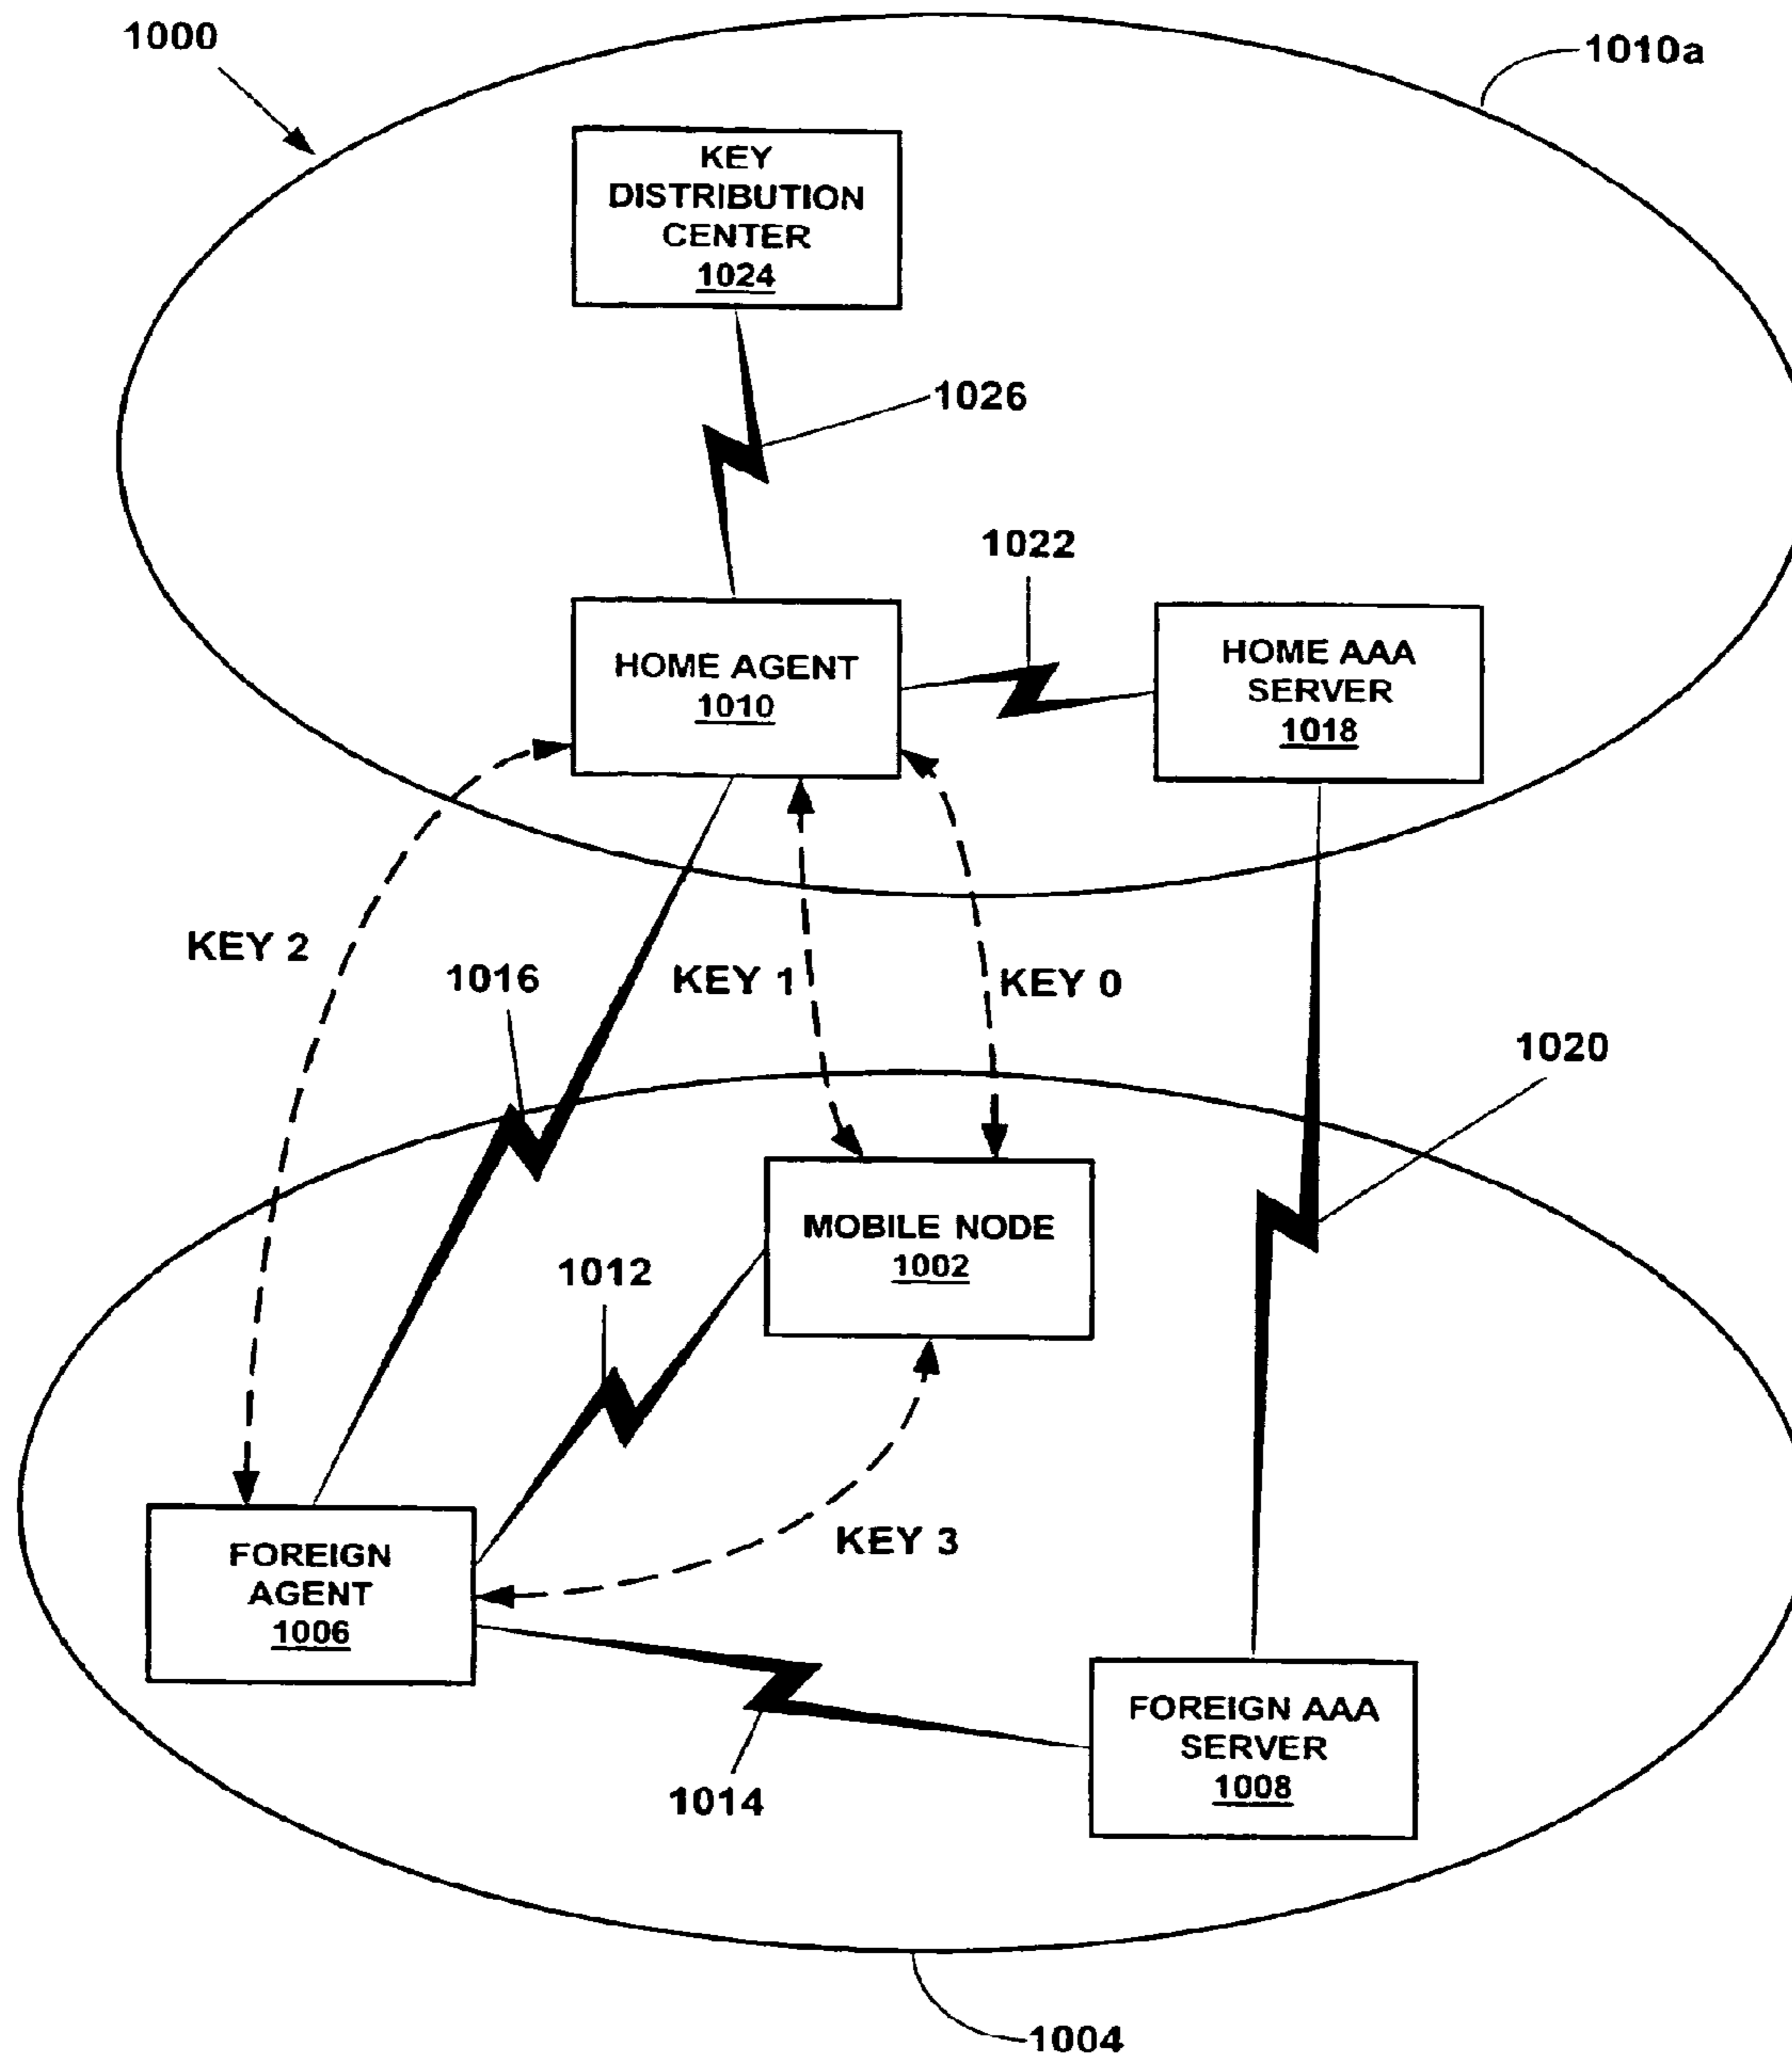 1000
1010a
KEY
DISTRIBUTION
CENTER
1024
1026
1022
HOME AGENT
1010
HOME AAA
SERVER
1018
KEY 2
1016
KEY 1
KEY 0
1020
MOBILE NODE
1002
1012
KEY 3
FOREIGN
AGENT
1006
FOREIGN AAA
SERVER
1008
1014
1004